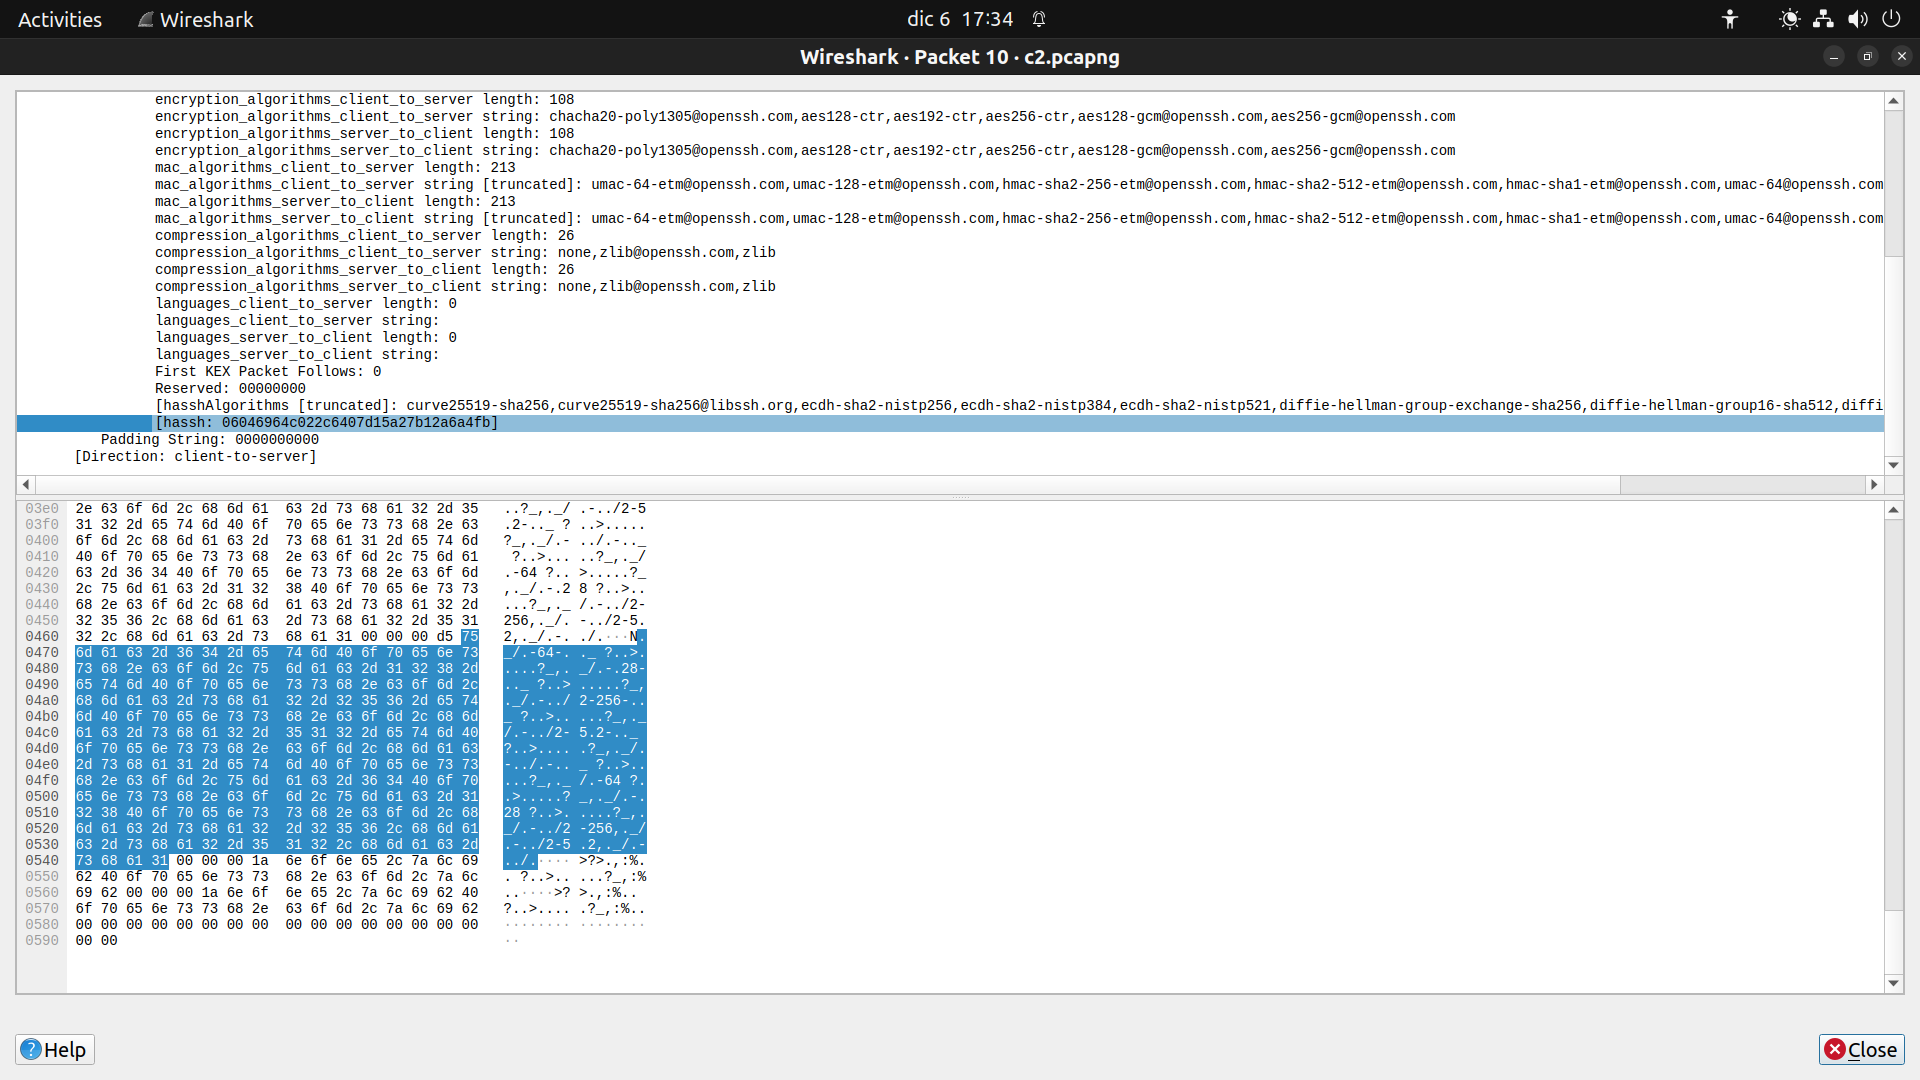 Activities
Wireshark
dic 6 17:34
Wireshark · Packet 10 · c2.pcapng
encryption_algorithms_client_to_server length: 108
encryption_algorithms_client_to_server string: chacha20-poly1305@openssh.com,aes128-ctr,aes192-ctr,aes256-ctr,aes128-gcm@openssh.com,aes256-gcm@openssh.com
encryption_algorithms_server_to_client length: 108
encryption_algorithms_server_to_client string: chacha20-poly1305@openssh.com,aes128-ctr,aes192-ctr,aes256-ctr,aes128-gcm@openssh.com,aes256-gcm@openssh.com
mac_algorithms_client_to_server length: 213
mac_algorithms_client_to_server string [truncated]: umac-64-etm@openssh.com,umac-128-etm@openssh.com,hmac-sha2-256-etm@openssh.com,hmac-sha2-512-etm@openssh.com,hmac-sha1-etm@openssh.com,umac-64@openssh.com
mac_algorithms_server_to_client length: 213
mac_algorithms_server_to_client string [truncated]: umac-64-etm@openssh.com,umac-128-etm@openssh.com,hmac-sha2-256-etm@openssh.com,hmac-sha2-512-etm@openssh.com,hmac-sha1-etm@openssh.com,umac-64@openssh.com
compression_algorithms_client_to_server length: 26
compression_algorithms_client_to_server string: none,zlib@openssh.com,zlib
compression_algorithms_server_to_client length: 26
compression_algorithms_server_to_client string: none,zlib@openssh.com,zlib
languages_client_to_server length: 0
languages_client_to_server string:
languages_server_to_client length: 0
languages_server_to_client string:
First KEX Packet Follows: 0
Reserved: 00000000
[hasshAlgorithms [truncated]: curve25519-sha256,curve25519-sha256@libssh.org,ecdh-sha2-nistp256,ecdh-sha2-nistp384,ecdh-sha2-nistp521,diffie-hellman-group-exchange-sha256,diffie-hellman-group16-sha512,diffi
[hassh: 06046964c022c6407d15a27b12a6a4fb]
Padding String: 0000000000
[Direction: client-to-server]
03e0 2e 63 6f 6d 2c 68 6d 61 63 2d 73 68 61 32 2d 35 ..?_,._/ .-../2-5
03f0 31 32 2d 65 74 6d 40 6f 70 65 6e 73 73 68 2e 63 .2-.._ ? ..>.....
0400 6f 6d 2c 68 6d 61 63 2d 73 68 61 31 2d 65 74 6d ?_,._/.- ../.-.._
0410 40 6f 70 65 6e 73 73 68 2e 63 6f 6d 2c 75 6d 61 ?..>... ..?_,._/
0420 63 2d 36 34 40 6f 70 65 6e 73 73 68 2e 63 6f 6d .-64 ?.. >.....?_
0430 2c 75 6d 61 63 2d 31 32 38 40 6f 70 65 6e 73 73 ,._/.-.2 8 ?..>..
0440 68 2e 63 6f 6d 2c 68 6d 61 63 2d 73 68 61 32 2d ...?_,._ /.-../2-
0450 32 35 36 2c 68 6d 61 63 2d 73 68 61 32 2d 35 31 256,._/. -../2-5.
0460 32 2c 68 6d 61 63 2d 73 68 61 31 00 00 00 d5 75 2,._/.-. ./.···N.
0470 6d 61 63 2d 36 34 2d 65 74 6d 40 6f 70 65 6e 73 _/.-64-. ._ ?..>.
0480 73 68 2e 63 6f 6d 2c 75 6d 61 63 2d 31 32 38 2d ....?_,. _/.-.28-
0490 65 74 6d 40 6f 70 65 6e 73 73 68 2e 63 6f 6d 2c .._ ?..> .....?_,
04a0 68 6d 61 63 2d 73 68 61 32 2d 32 35 36 2d 65 74 ._/.-../ 2-256-..
04b0 6d 40 6f 70 65 6e 73 73 68 2e 63 6f 6d 2c 68 6d _ ?..>.. ...?_,._
04c0 61 63 2d 73 68 61 32 2d 35 31 32 2d 65 74 6d 40 /.-../2- 5.2-.._
04d0 6f 70 65 6e 73 73 68 2e 63 6f 6d 2c 68 6d 61 63 ?..>.... .?_,._/.
04e0 2d 73 68 61 31 2d 65 74 6d 40 6f 70 65 6e 73 73 -../.-.. _ ?..>..
04f0 68 2e 63 6f 6d 2c 75 6d 61 63 2d 36 34 40 6f 70 ...?_,._ /.-64 ?.
0500 65 6e 73 73 68 2e 63 6f 6d 2c 75 6d 61 63 2d 31 .>.....? _,._/.-.
0510 32 38 40 6f 70 65 6e 73 73 68 2e 63 6f 6d 2c 68 28 ?..>. ....?_,.
0520 6d 61 63 2d 73 68 61 32 2d 32 35 36 2c 68 6d 61 _/.-../2 -256,._/
0530 63 2d 73 68 61 32 2d 35 31 32 2c 68 6d 61 63 2d .-../2-5 .2,._/.-
0540 73 68 61 31 00 00 00 1a 6e 6f 6e 65 2c 7a 6c 69 ../.···· >?>.,:%.
0550 62 40 6f 70 65 6e 73 73 68 2e 63 6f 6d 2c 7a 6c . ?..>.. ...?_,:%
0560 69 62 00 00 00 1a 6e 6f 6e 65 2c 7a 6c 69 62 40 ..····>? >.,:%..
0570 6f 70 65 6e 73 73 68 2e 63 6f 6d 2c 7a 6c 69 62 ?..>.... .?_,:%..
0580 00 00 00 00 00 00 00 00 00 00 00 00 00 00 00 00 ········ ········
0590 00 00 ··
Help
Close